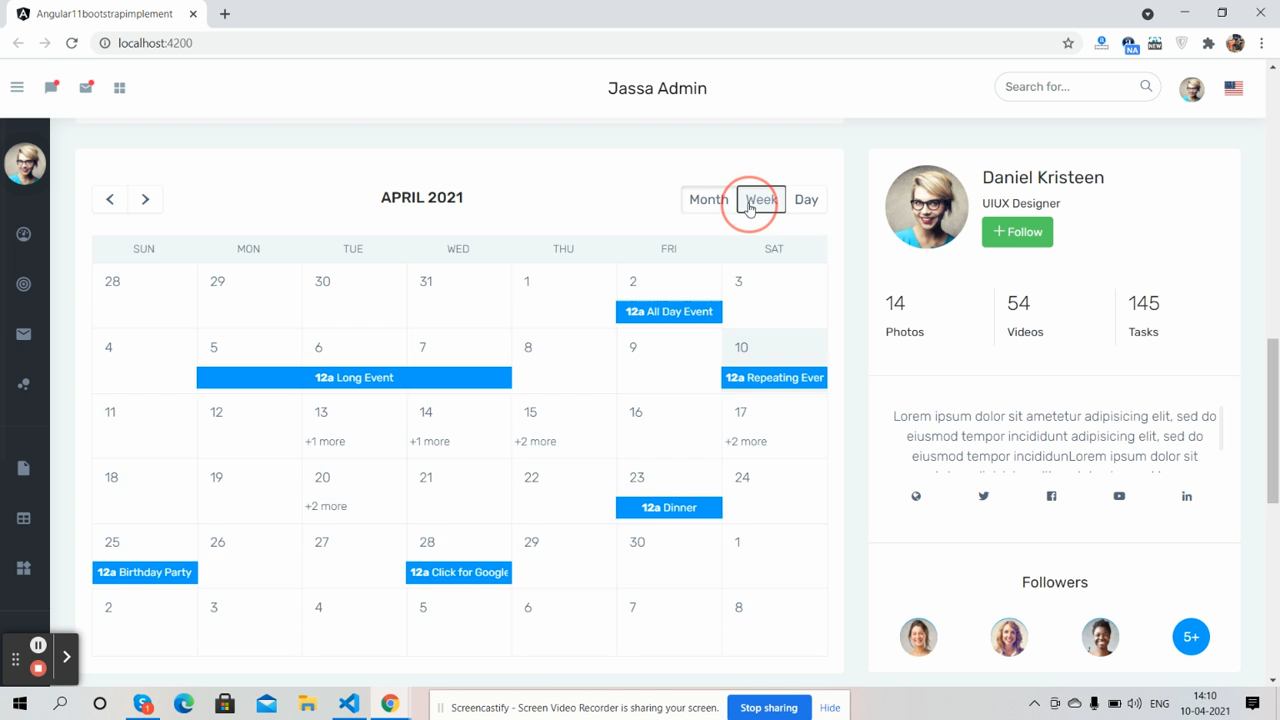 Angular11bootstrapimplement
localhost:4200
NA
NEW
Jassa Admin
Search for...
APRIL 2021
Month
Week
Day
SUN MON TUE WED THU FRI SAT
28 29 30 31 1 2 3
12a All Day Event
4 5 6 7 8 9 10
12a Long Event
12a Repeating Ever
11 12 13 14 15 16 17
+1 more
+1 more
+2 more
+2 more
18 19 20 21 22 23 24
+2 more
12a Dinner
25 26 27 28 29 30 1
12a Birthday Party
12a Click for Google
2 3 4 5 6 7 8
Daniel Kristeen
UIUX Designer
+ Follow
14 54 145
Photos Videos Tasks
Lorem ipsum dolor sit ametetur adipisicing elit, sed do
eiusmod tempor incididunt adipisicing elit, sed do
eiusmod tempor incididunLorem ipsum dolor sit
Followers
5+
1
Screencastify - Screen Video Recorder is sharing your screen.
Stop sharing
Hide
ENG
14:10
10-04-2021